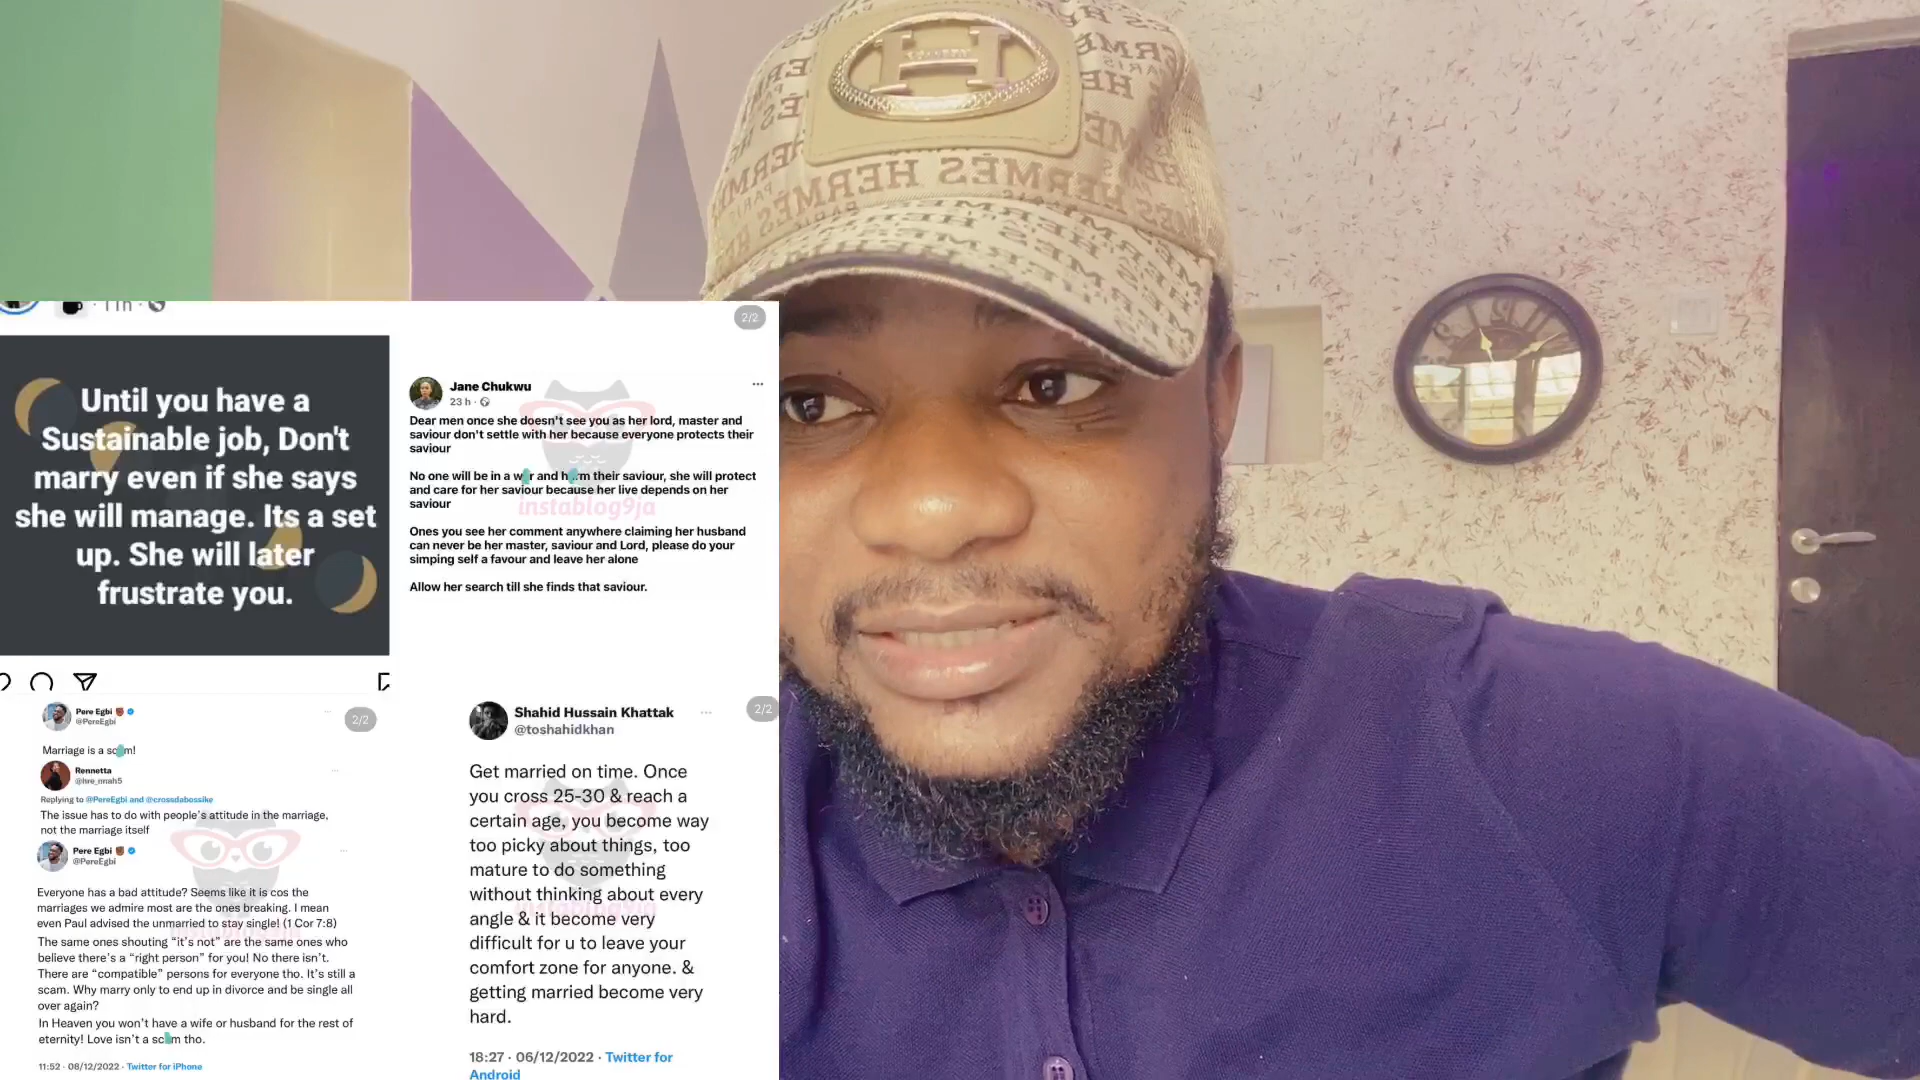 HERMÈS
PARIS
11h
2/2
Until you have a
Sustainable job, Don't
marry even if she says
she will manage. Its a set
up. She will later
frustrate you.
Jane Chukwu
23 h
Dear men once she doesn't see you as her lord, master and
saviour don't settle with her because everyone protects their
saviour
No one will be in a w r and h rm their saviour, she will protect
and care for her saviour because her live depends on her
saviour
Ones you see her comment anywhere claiming her husband
can never be her master, saviour and Lord, please do your
simping self a favour and leave her alone
Allow her search till she finds that saviour.
instablog9ja
Pere Egbi
@PereEgbi
2/2
Marriage is a sc m!
Rennetta
Replying to @PereEgbi and @crossdabossike
The issue has to do with people's attitude in the marriage,
not the marriage itself
Pere Egbi
@PereEgbi
Everyone has a bad attitude? Seems like it is cos the
marriages we admire most are the ones breaking. I mean
even Paul advised the unmarried to stay single! (1 Cor 7:8)
The same ones shouting “it's not” are the same ones who
believe there's a “right person” for you! No there isn't.
There are “compatible” persons for everyone tho. It's still a
scam. Why marry only to end up in divorce and be single all
over again?
In Heaven you won't have a wife or husband for the rest of
eternity! Love isn't a sc m tho.
11:52 · 06/12/2022 · Twitter for iPhone
Shahid Hussain Khattak
@toshahidkhan
2/2
Get married on time. Once
you cross 25-30 & reach a
certain age, you become way
too picky about things, too
mature to do something
without thinking about every
angle & it become very
difficult for u to leave your
comfort zone for anyone. &
getting married become very
hard.
instablog9ja
18:27 · 06/12/2022 · Twitter for
Android